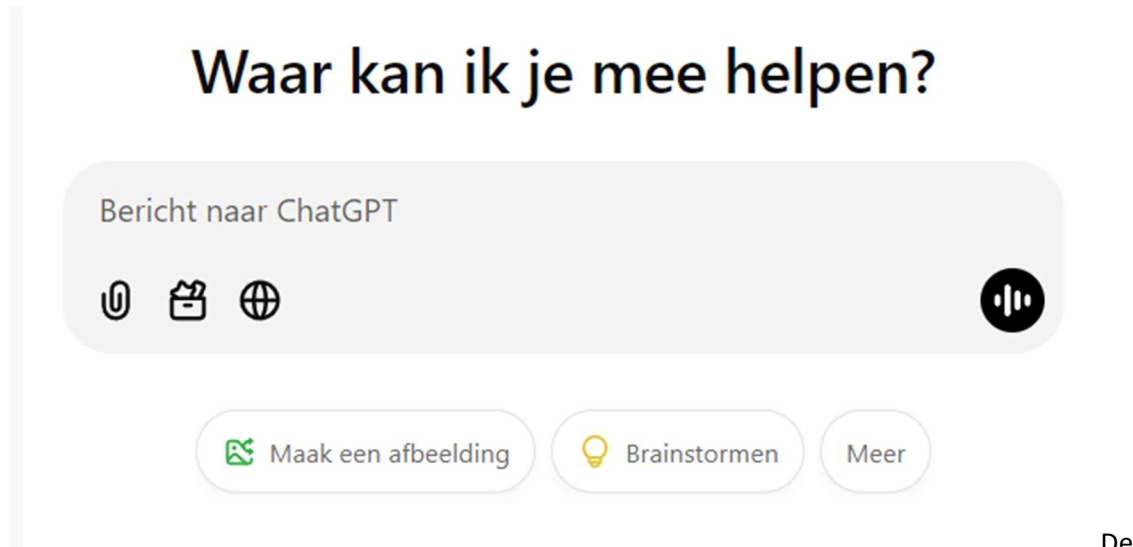 Waar kan ik je mee helpen?
Bericht naar ChatGPT
Maak een afbeelding Brainstormen Meer
De